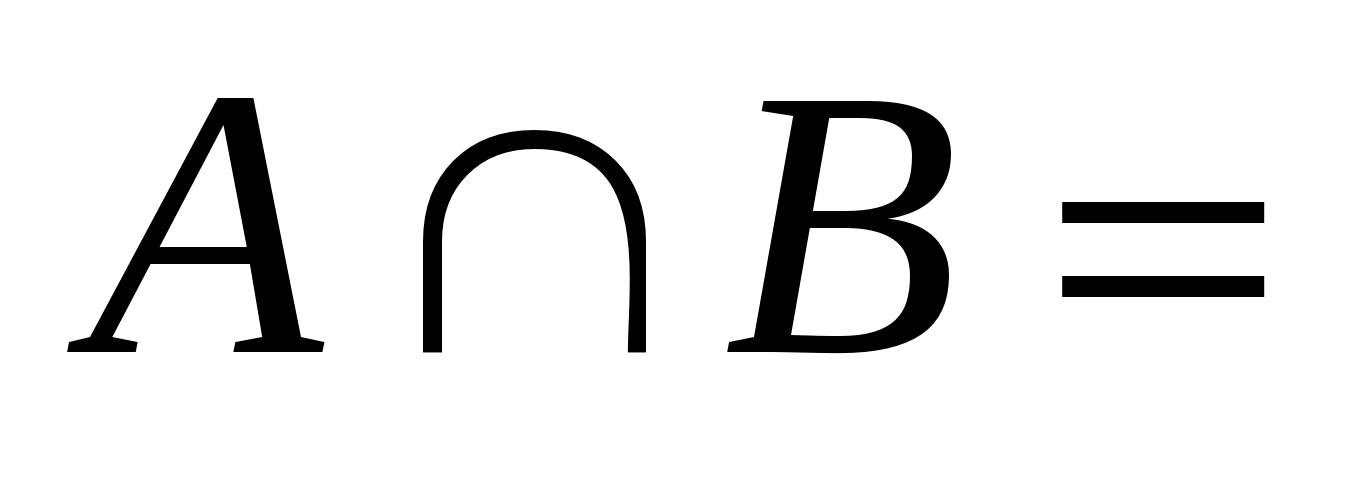 A ∩ B =